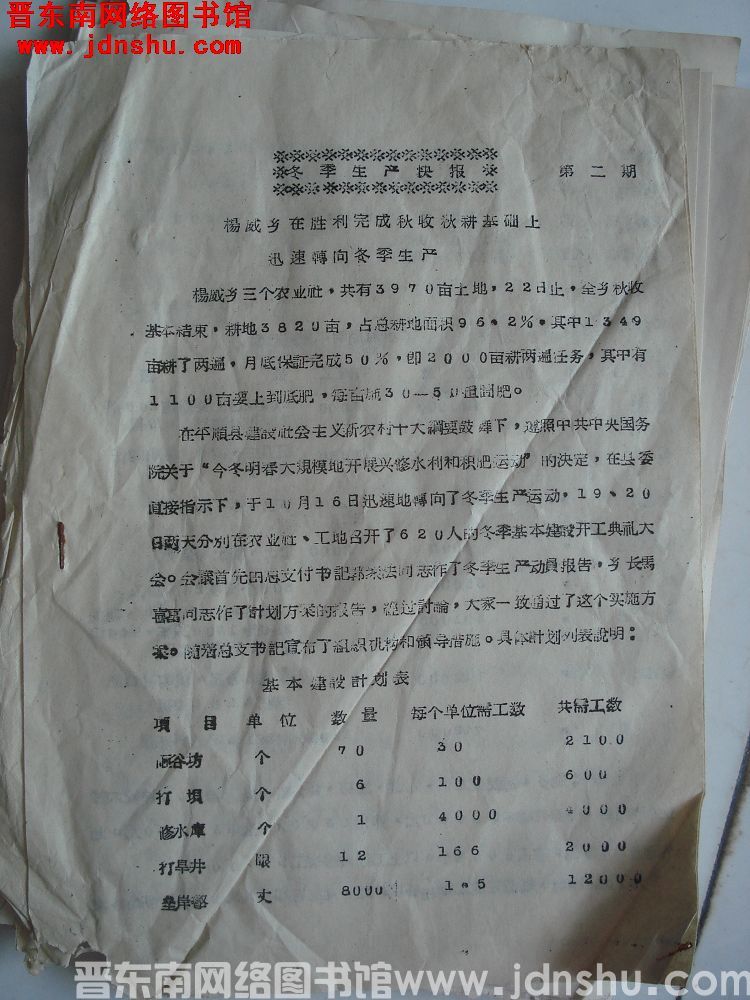 晋东南网络图书馆
www.jdnshu.com
冬季生产快报 第二期
楊威乡在胜利完成秋收秋耕基础上
迅速轉向冬季生产
楊威乡三个农业社，共有3970亩土地，22日止，全乡秋收
基本結束，耕地3820亩，占总耕地面积96.2%，其中1349
亩耕了两遍，月底保証完成50%，即2000亩耕两遍任务，其中有
1100亩要上到底肥，每亩施30—50担制肥。
在平順县建設社会主义新农村十大綱要鼓舞下，遵照中共中央国务
院关于“今冬明春大規模地开展兴修水利和积肥运动”的决定，在县委
直接指示下，于10月16日迅速地轉向了冬季生产运动，19、20
日两天分别在农业社、工地召开了620人的冬季基本建設开工典礼大
会。会議首先由总支付书記 同志作了冬季生产动員报告，乡长馬
喜富同志作了計划方案的报告，經过討論，大家一致通过了这个实施方
案。随着总支书記宣布了組織机构和領导措施。具体計划列表說明：
基本建設計划表
項目 单位 数量 每个单位需工数 共需工数
谷坊 个 70 30 2100
打垻 个 6 100 600
修水庫 个 1 4000 4000
打旱井 眼 12 166 2000
垒岸 丈 8000 1.5 12000
晋东南网络图书馆www.jdnshu.com